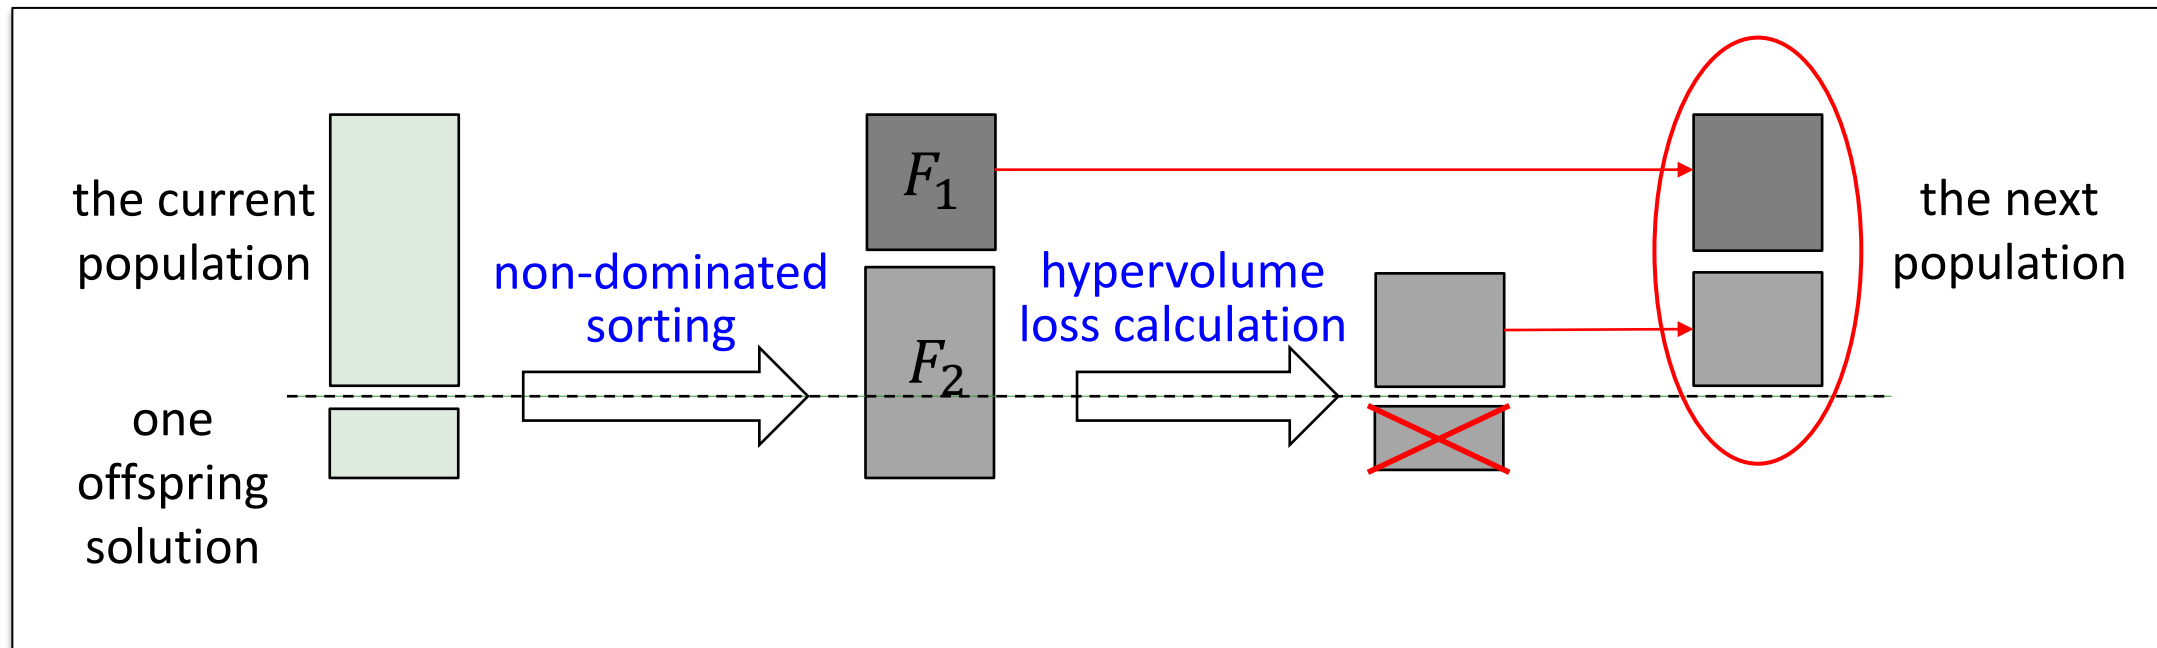 the current
population
one
offspring
solution
non-dominated
sorting
F₁
F₂
hypervolume
loss calculation
the next
population